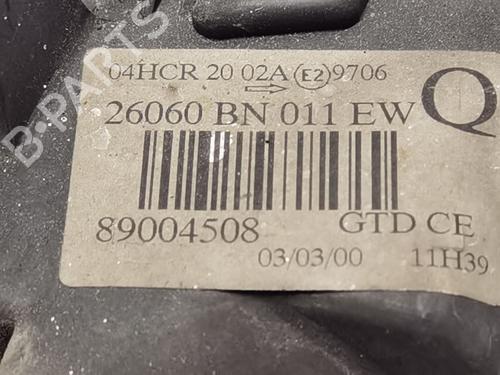 04HCR 20 02A E2 9706
26060 BN 011 EW Q
89004508 GTD CE
03/03/00 11H39
B-PARTS